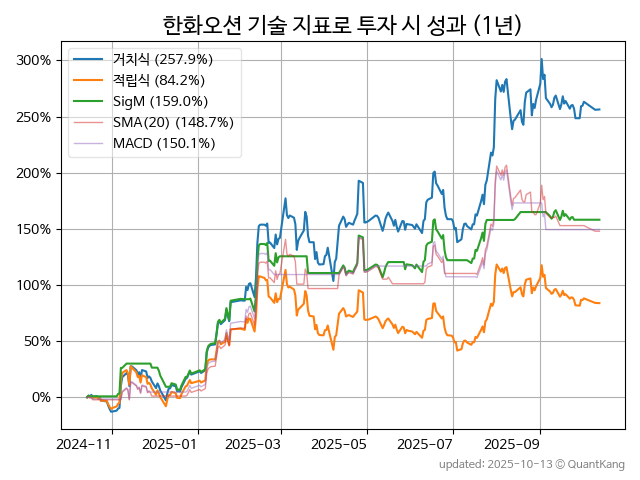 한화오션 기술 지표로 투자 시 성과 (1년)
거치식 (257.9%)
적립식 (84.2%)
SigM (159.0%)
SMA(20) (148.7%)
MACD (150.1%)
300%
250%
200%
150%
100%
50%
0%
2024-11 2025-01 2025-03 2025-05 2025-07 2025-09
updated: 2025-10-13 © QuantKang